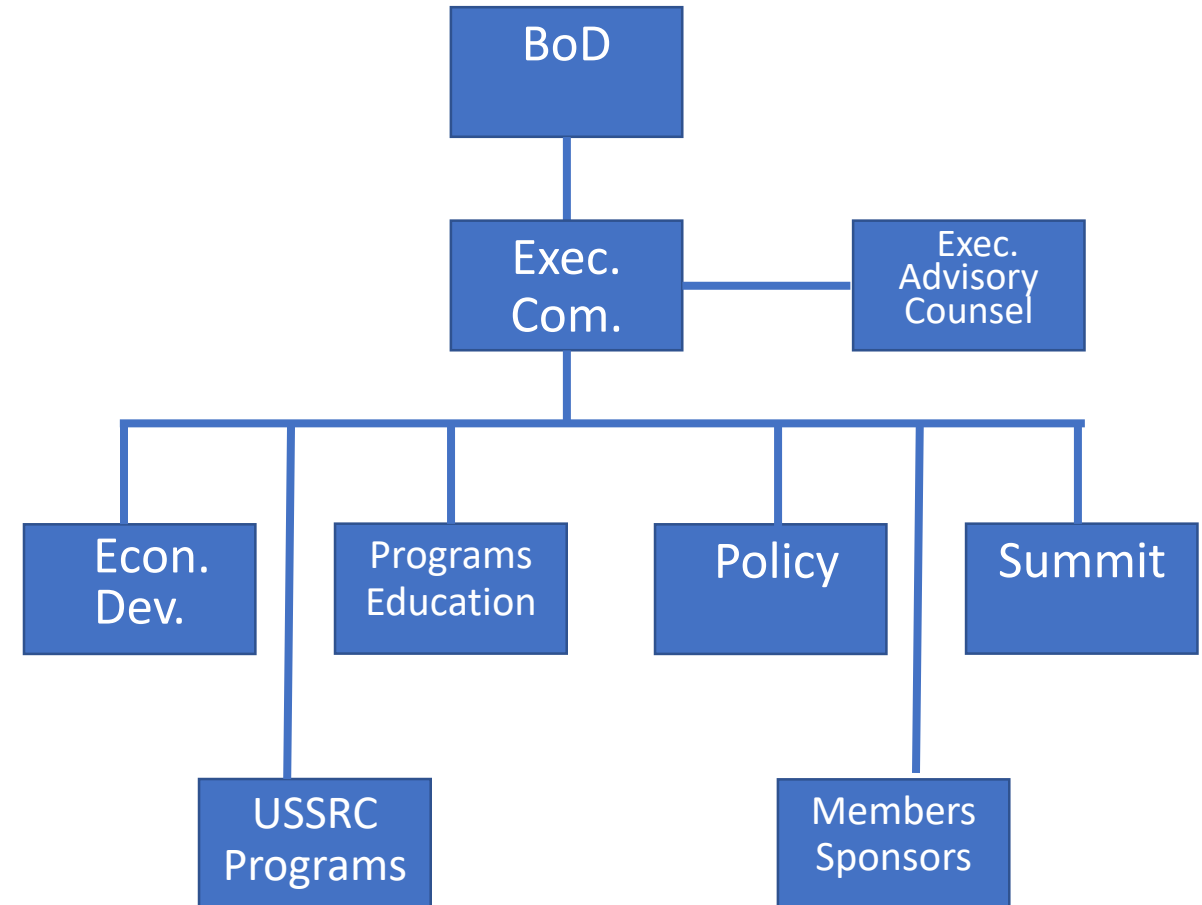 BoD
Exec.
Com.
Exec.
Advisory
Counsel
Econ.
Dev.
Programs
Education
Policy
Summit
USSRC
Programs
Members
Sponsors